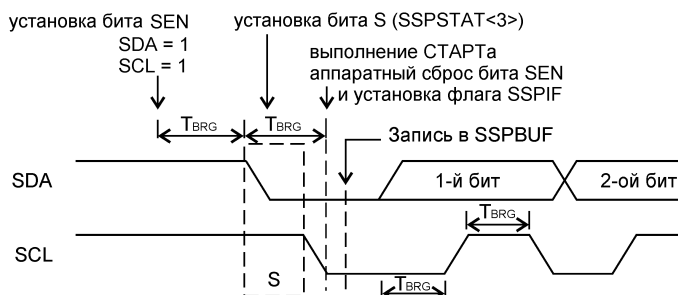 установка бита SEN
SDA = 1
SCL = 1
установка бита S (SSPSTAT<3>)
выполнение СТАРТа
аппаратный сброс бита SEN
и установка флага SSPIF
TBRG
TBRG
Запись в SSPBUF
SDA
1-й бит
2-ой бит
TBRG
SCL
S
TBRG